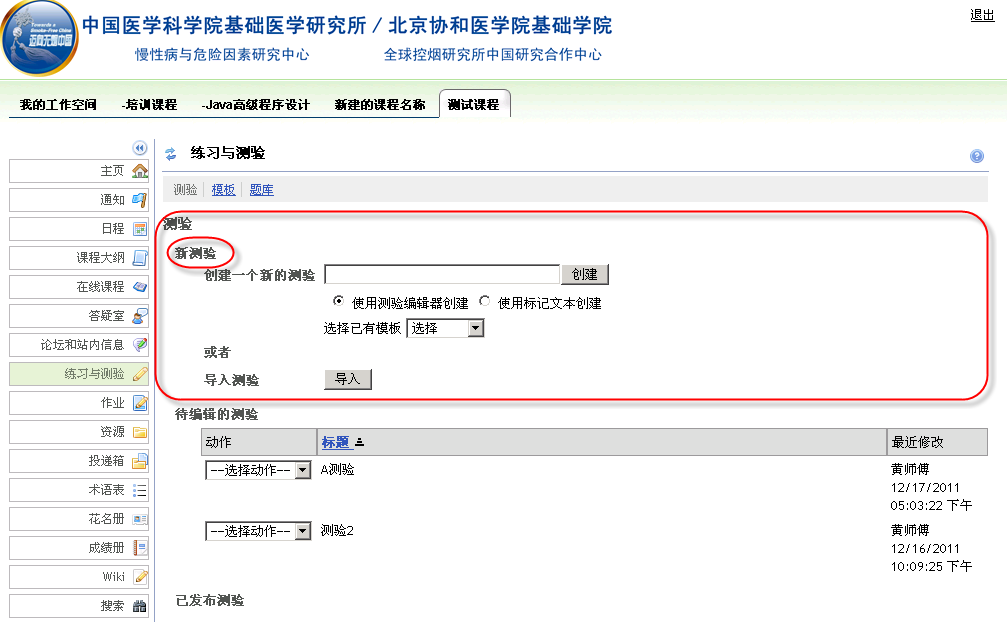 Towards a
Smoke-Free China
迈向无烟中国
中国医学科学院基础医学研究所 / 北京协和医学院基础学院
慢性病与危险因素研究中心 全球控烟研究所中国研究合作中心
退出
我的工作空间 -培训课程 -Java高级程序设计 新建的课程名称 测试课程
练习与测验
测验 模板 题库
主页
通知
日程
课程大纲
在线课程
答疑室
论坛和站内信息
练习与测验
作业
资源
投递箱
术语表
花名册
成绩册
Wiki
搜索
测验
新测验
创建一个新的测验 创建
使用测验编辑器创建 使用标记文本创建
选择已有模板 选择
或者
导入测验 导入
待编辑的测验
动作 标题 最近修改
--选择动作-- A测验 黄师傅
12/17/2011
05:03:22 下午
--选择动作-- 测验2 黄师傅
12/16/2011
10:09:25 下午
已发布测验